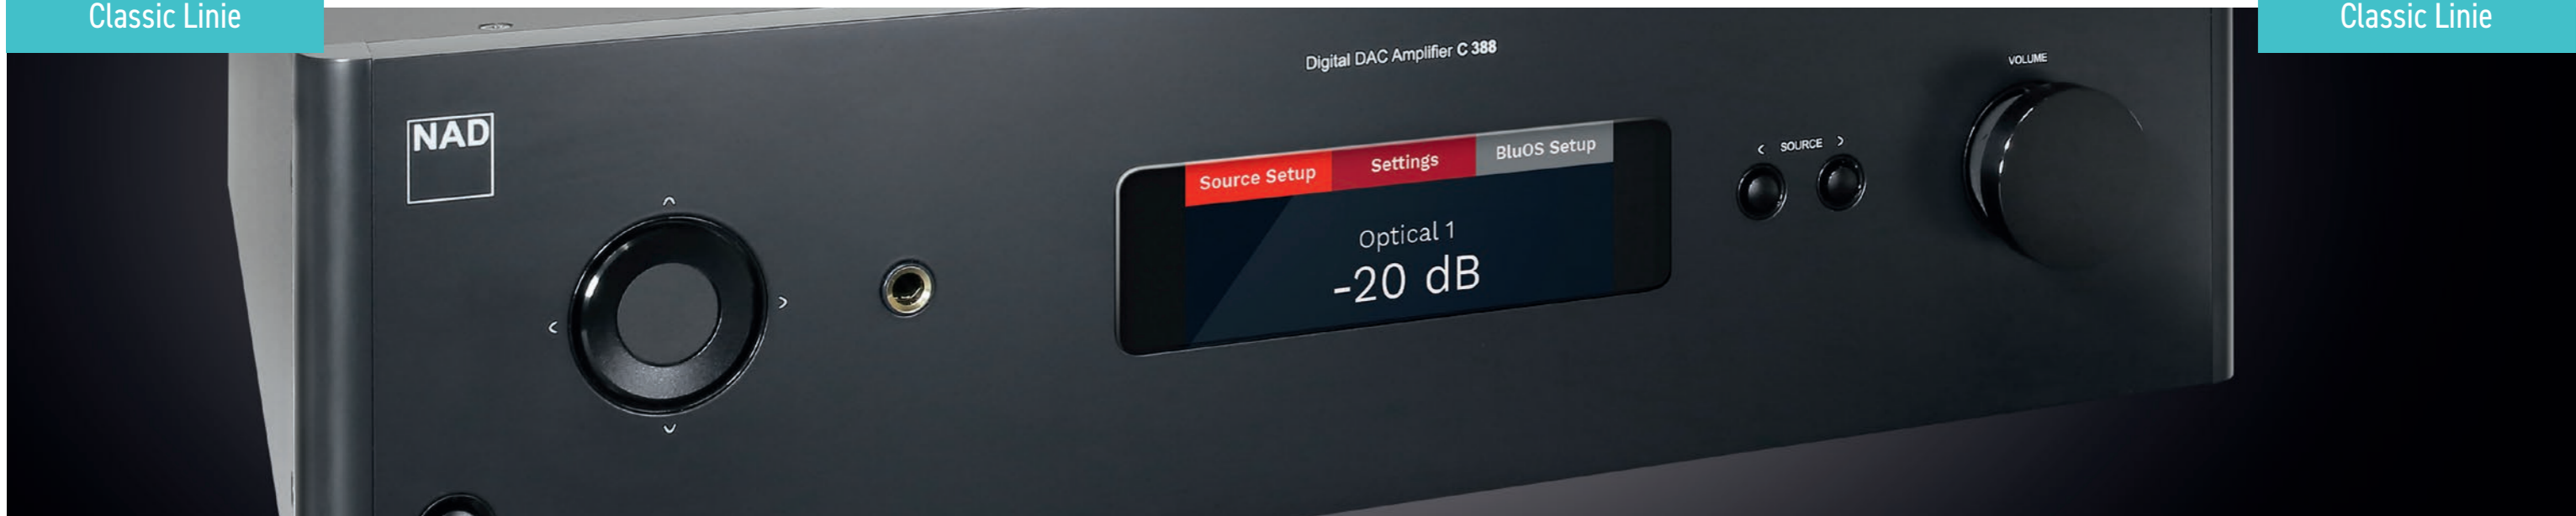 Classic Linie
Classic Linie
Digital DAC Amplifier C 388
VOLUME
NAD
< SOURCE >
Source Setup
Settings
BluOS Setup
Optical 1
-20 dB